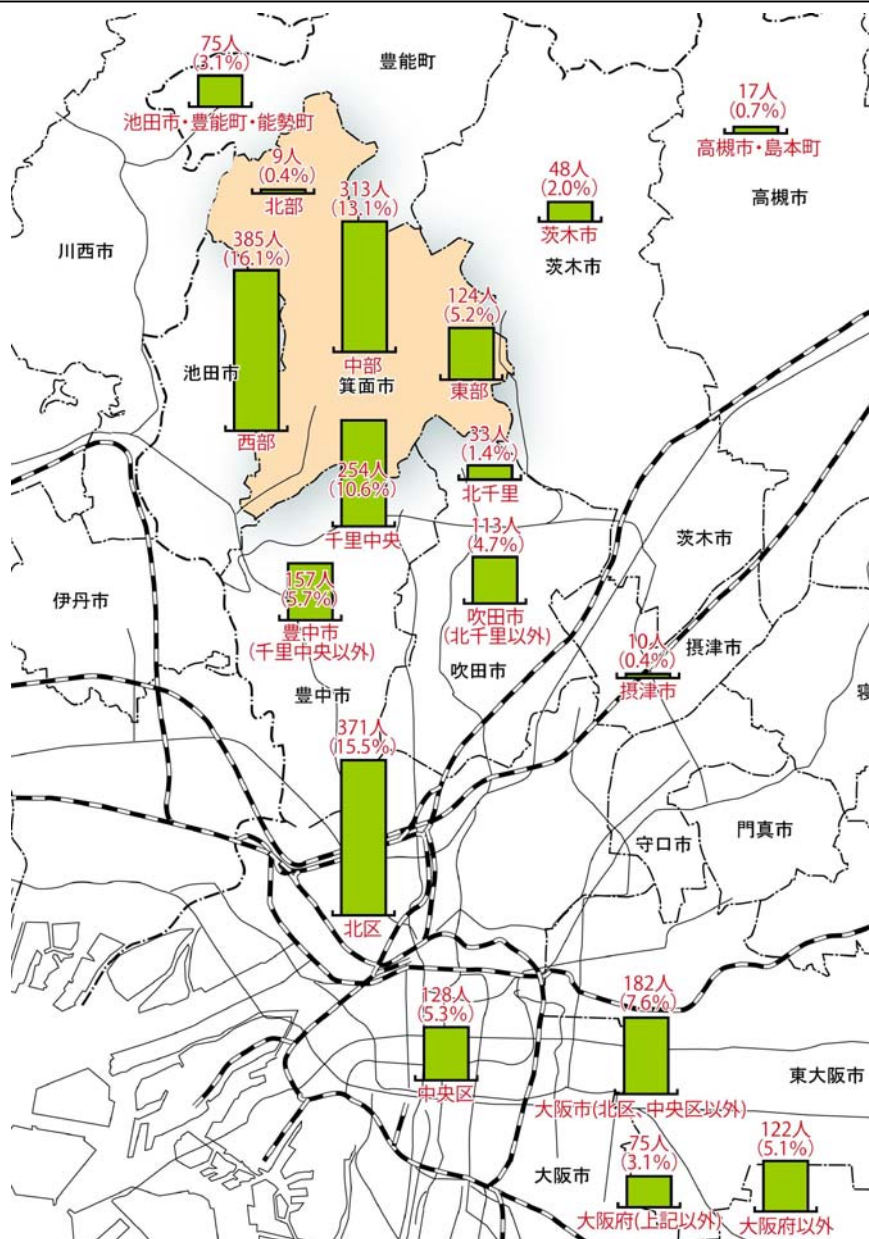 75人
(3.1%)
池田市・豊能町・能勢町
豊能町
17人
(0.7%)
高槻市・島本町
高槻市
9人
(0.4%)
北部
313人
(13.1%)
48人
(2.0%)
茨木市
茨木市
川西市
385人
(16.1%)
124人
(5.2%)
中部
箕面市
東部
池田市
西部
33人
(1.4%)
北千里
254人
(10.6%)
千里中央
113人
(4.7%)
吹田市
(北千里以外)
茨木市
伊丹市
157人
(5.7%)
豊中市
(千里中央以外)
豊中市
吹田市
10人
(0.4%)
摂津市
摂津市
寝
371人
(15.5%)
北区
守口市
門真市
128人
(5.3%)
中央区
182人
(7.6%)
大阪市(北区、中央区以外)
東大阪市
大阪市
75人
(3.1%)
大阪府(上記以外)
122人
(5.1%)
大阪府以外